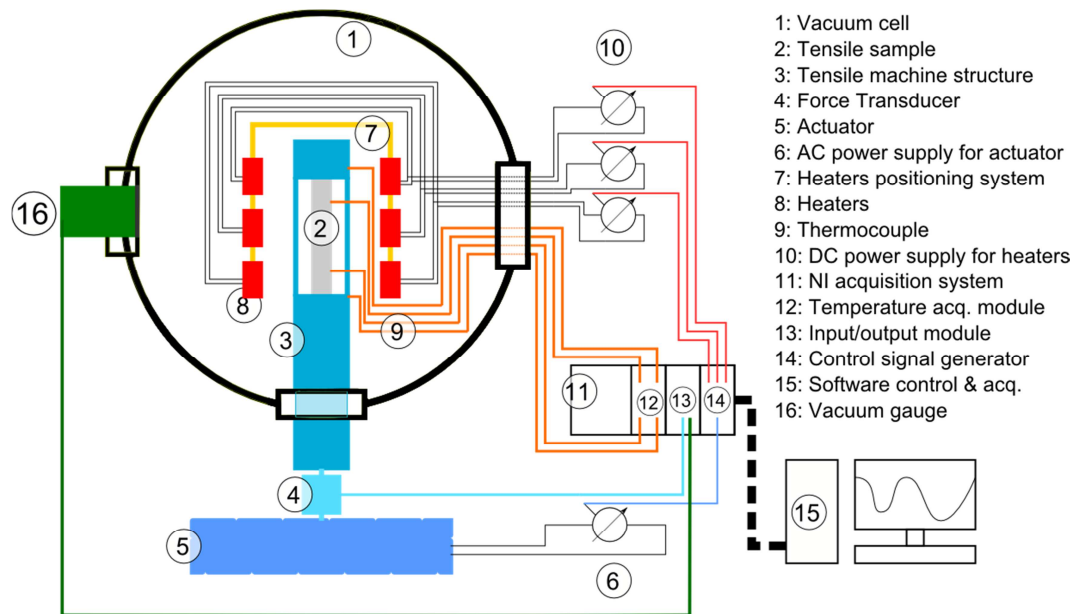 1
10
1: Vacuum cell
2: Tensile sample
3: Tensile machine structure
4: Force Transducer
5: Actuator
6: AC power supply for actuator
7: Heaters positioning system
8: Heaters
9: Thermocouple
10: DC power supply for heaters
11: NI acquisition system
12: Temperature acq. module
13: Input/output module
14: Control signal generator
15: Software control & acq.
16: Vacuum gauge
7
16
2
8
9
3
11
12
13
14
4
15
5
6